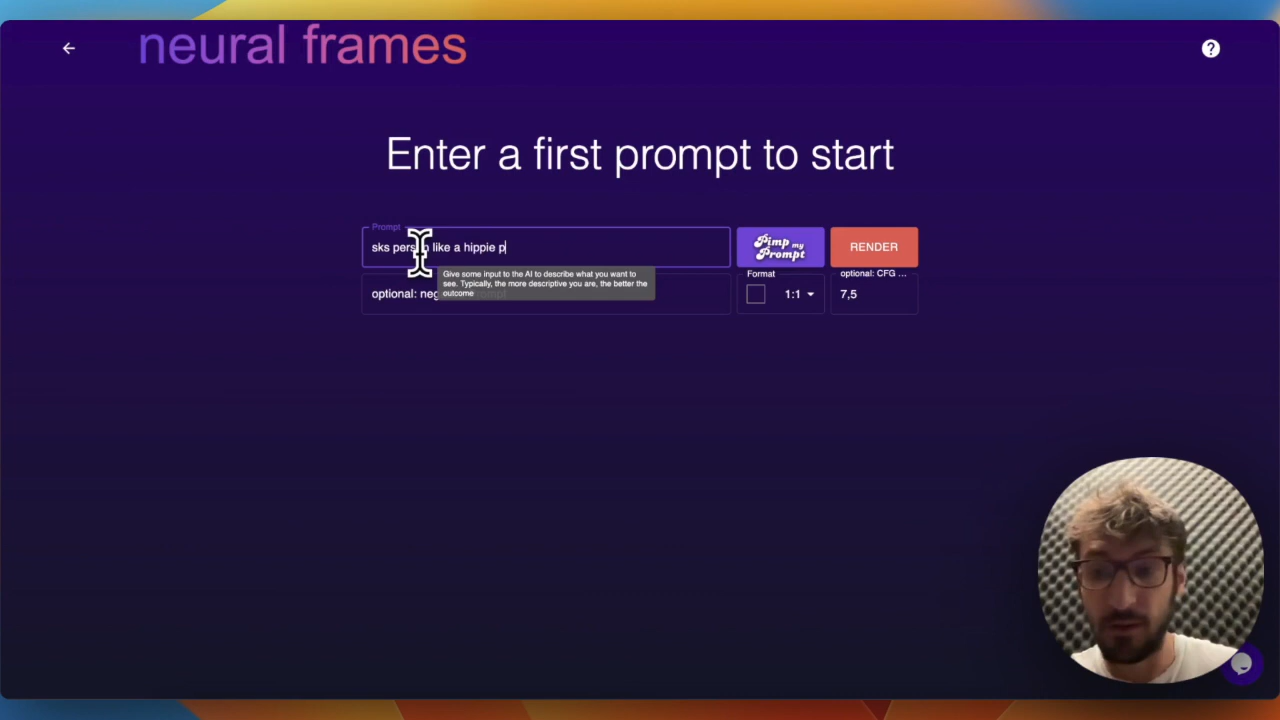 neural frames
Enter a first prompt to start
Prompt
sks person like a hippie p
Pimp my Prompt
RENDER
Give some input to the AI to describe what you want to
see. Typically, the more descriptive you are, the better the
outcome
optional: neg
Format
1:1
optional: CFG ...
7,5